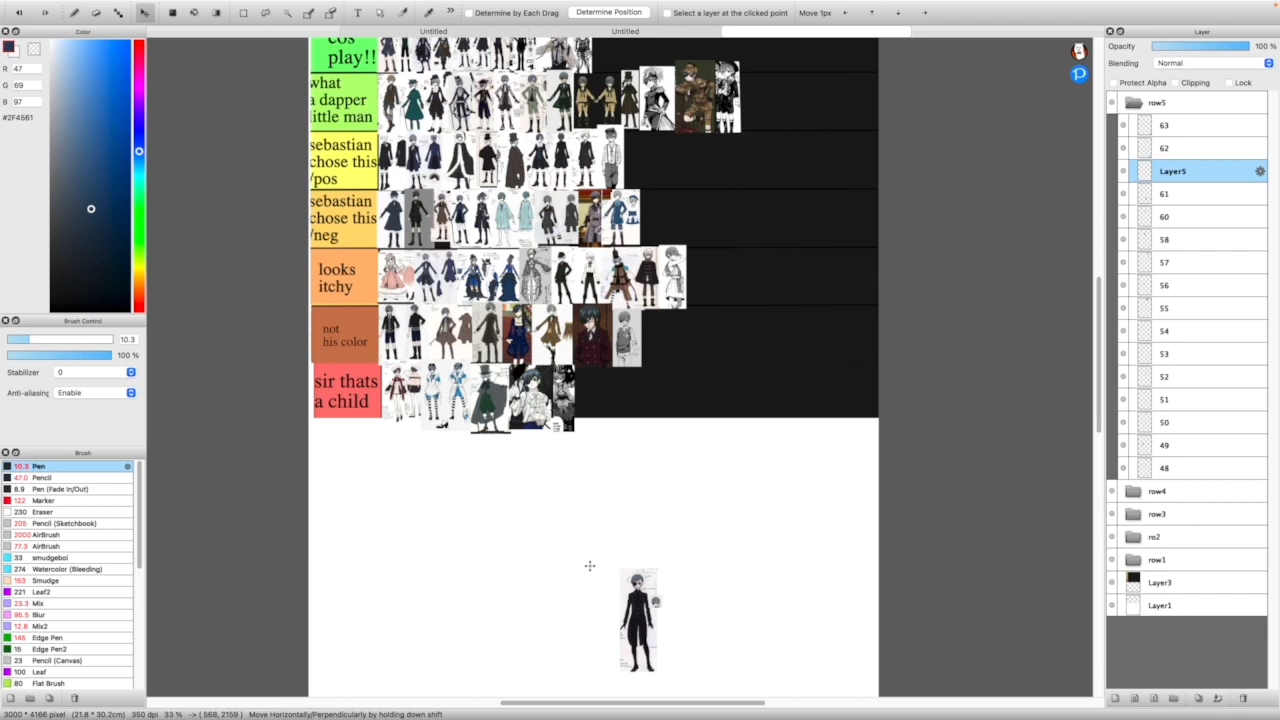 Determine by Each Drag
Determine Position
Select a layer at the clicked point
Move 1px
Color
Untitled
Untitled
Layer
R 47
G 69
B 97
#2F4561
Opacity 100 %
Blending Normal
Protect Alpha Clipping Lock
row5
63
62
Layer5
61
60
58
57
56
55
54
53
52
51
50
49
48
row4
row3
ro2
row1
Layer3
Layer1
cos
play!!
what
a dapper
little man
sebastian
chose this
/pos
sebastian
chose this
/neg
looks
itchy
not
his color
sir thats
a child
Brush Control
10.3
100 %
Stabilizer 0
Anti-aliasing Enable
Brush
10.3 Pen
47.0 Pencil
8.9 Pen (Fade In/Out)
122 Marker
230 Eraser
205 Pencil (Sketchbook)
2000 AirBrush
77.3 AirBrush
33 smudgeboi
274 Watercolor (Bleeding)
153 Smudge
221 Leaf2
23.3 Mix
95.5 Blur
12.8 Mix2
145 Edge Pen
16 Edge Pen2
23 Pencil (Canvas)
100 Leaf
80 Flat Brush
3000 * 4166 pixel (21.8 * 30.2cm) 350 dpi 33 % -> ( 568, 2159 ) Move Horizontally/Perpendicularly by holding down shift